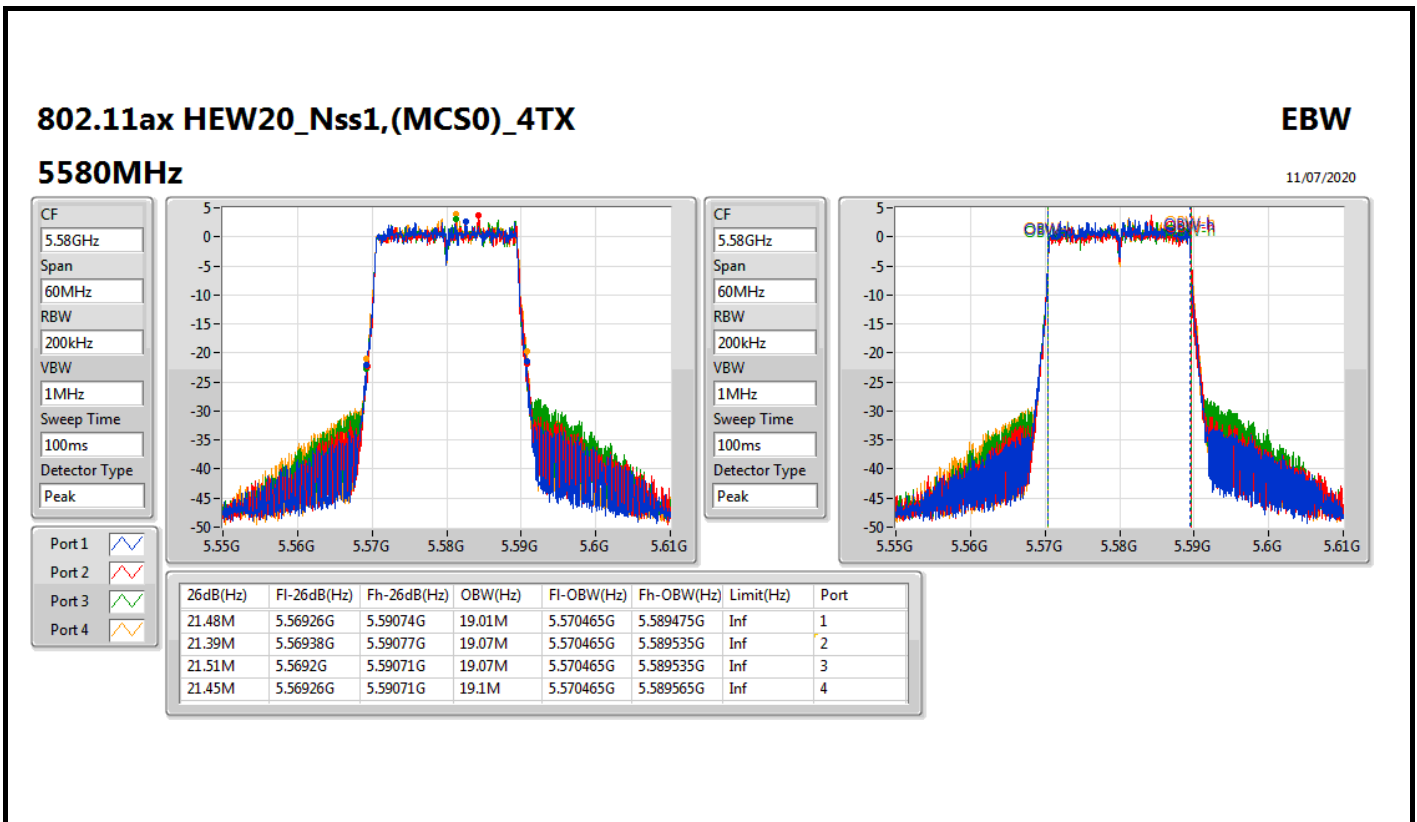 802.11ax HEW20_Nss1,(MCS0)_4TX EBW
5580MHz 11/07/2020
CF
5.58GHz
Span
60MHz
RBW
200kHz
VBW
1MHz
Sweep Time
100ms
Detector Type
Peak
5
0
-5
-10
-15
-20
-25
-30
-35
-40
-45
-50
5.55G 5.56G 5.57G 5.58G 5.59G 5.6G 5.61G
CF
5.58GHz
Span
60MHz
RBW
200kHz
VBW
1MHz
Sweep Time
100ms
Detector Type
Peak
5
0
-5
-10
-15
-20
-25
-30
-35
-40
-45
-50
OBW-h
5.55G 5.56G 5.57G 5.58G 5.59G 5.6G 5.61G
Port 1
Port 2
Port 3
Port 4
26dB(Hz) Fl-26dB(Hz) Fh-26dB(Hz) OBW(Hz) Fl-OBW(Hz) Fh-OBW(Hz) Limit(Hz) Port
21.48M 5.56926G 5.59074G 19.01M 5.570465G 5.589475G Inf 1
21.39M 5.56938G 5.59077G 19.07M 5.570465G 5.589535G Inf 2
21.51M 5.5692G 5.59071G 19.07M 5.570465G 5.589535G Inf 3
21.45M 5.56926G 5.59071G 19.1M 5.570465G 5.589565G Inf 4